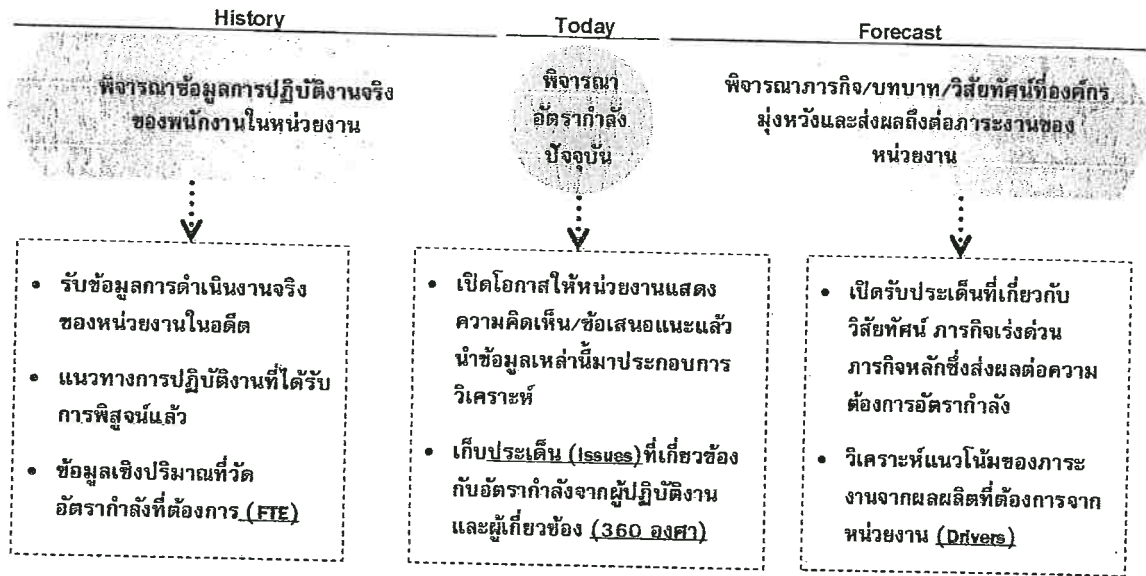 History
Today
Forecast
พิจารณาข้อมูลการปฏิบัติงานจริง
ของพนักงานในหน่วยงาน
พิจารณา
อัตรากำลัง
ปัจจุบัน
พิจารณาภารกิจ/บทบาท/วิสัยทัศน์ที่องค์กร
มุ่งหวังและส่งผลถึงต่อภาระงานของ
หน่วยงาน
• รับข้อมูลการดำเนินงานจริง
ของหน่วยงานในอดีต
• แนวทางการปฏิบัติงานที่ได้รับ
การพิสูจน์แล้ว
• ข้อมูลเชิงปริมาณที่วัด
อัตรากำลังที่ต้องการ (FTE)
• เปิดโอกาสให้หน่วยงานแสดง
ความคิดเห็น/ข้อเสนอแนะแล้ว
นำข้อมูลเหล่านี้มาประกอบการ
วิเคราะห์
• เก็บประเด็น (Issues)ที่เกี่ยวข้อง
กับอัตรากำลังจากผู้ปฏิบัติงาน
และผู้เกี่ยวข้อง (360 องศา)
• เปิดรับประเด็นที่เกี่ยวกับ
วิสัยทัศน์ ภารกิจเร่งด่วน
ภารกิจหลักซึ่งส่งผลต่อความ
ต้องการอัตรากำลัง
• วิเคราะห์แนวโน้มของภาระ
งานจากผลผลิตที่ต้องการจาก
หน่วยงาน (Drivers)